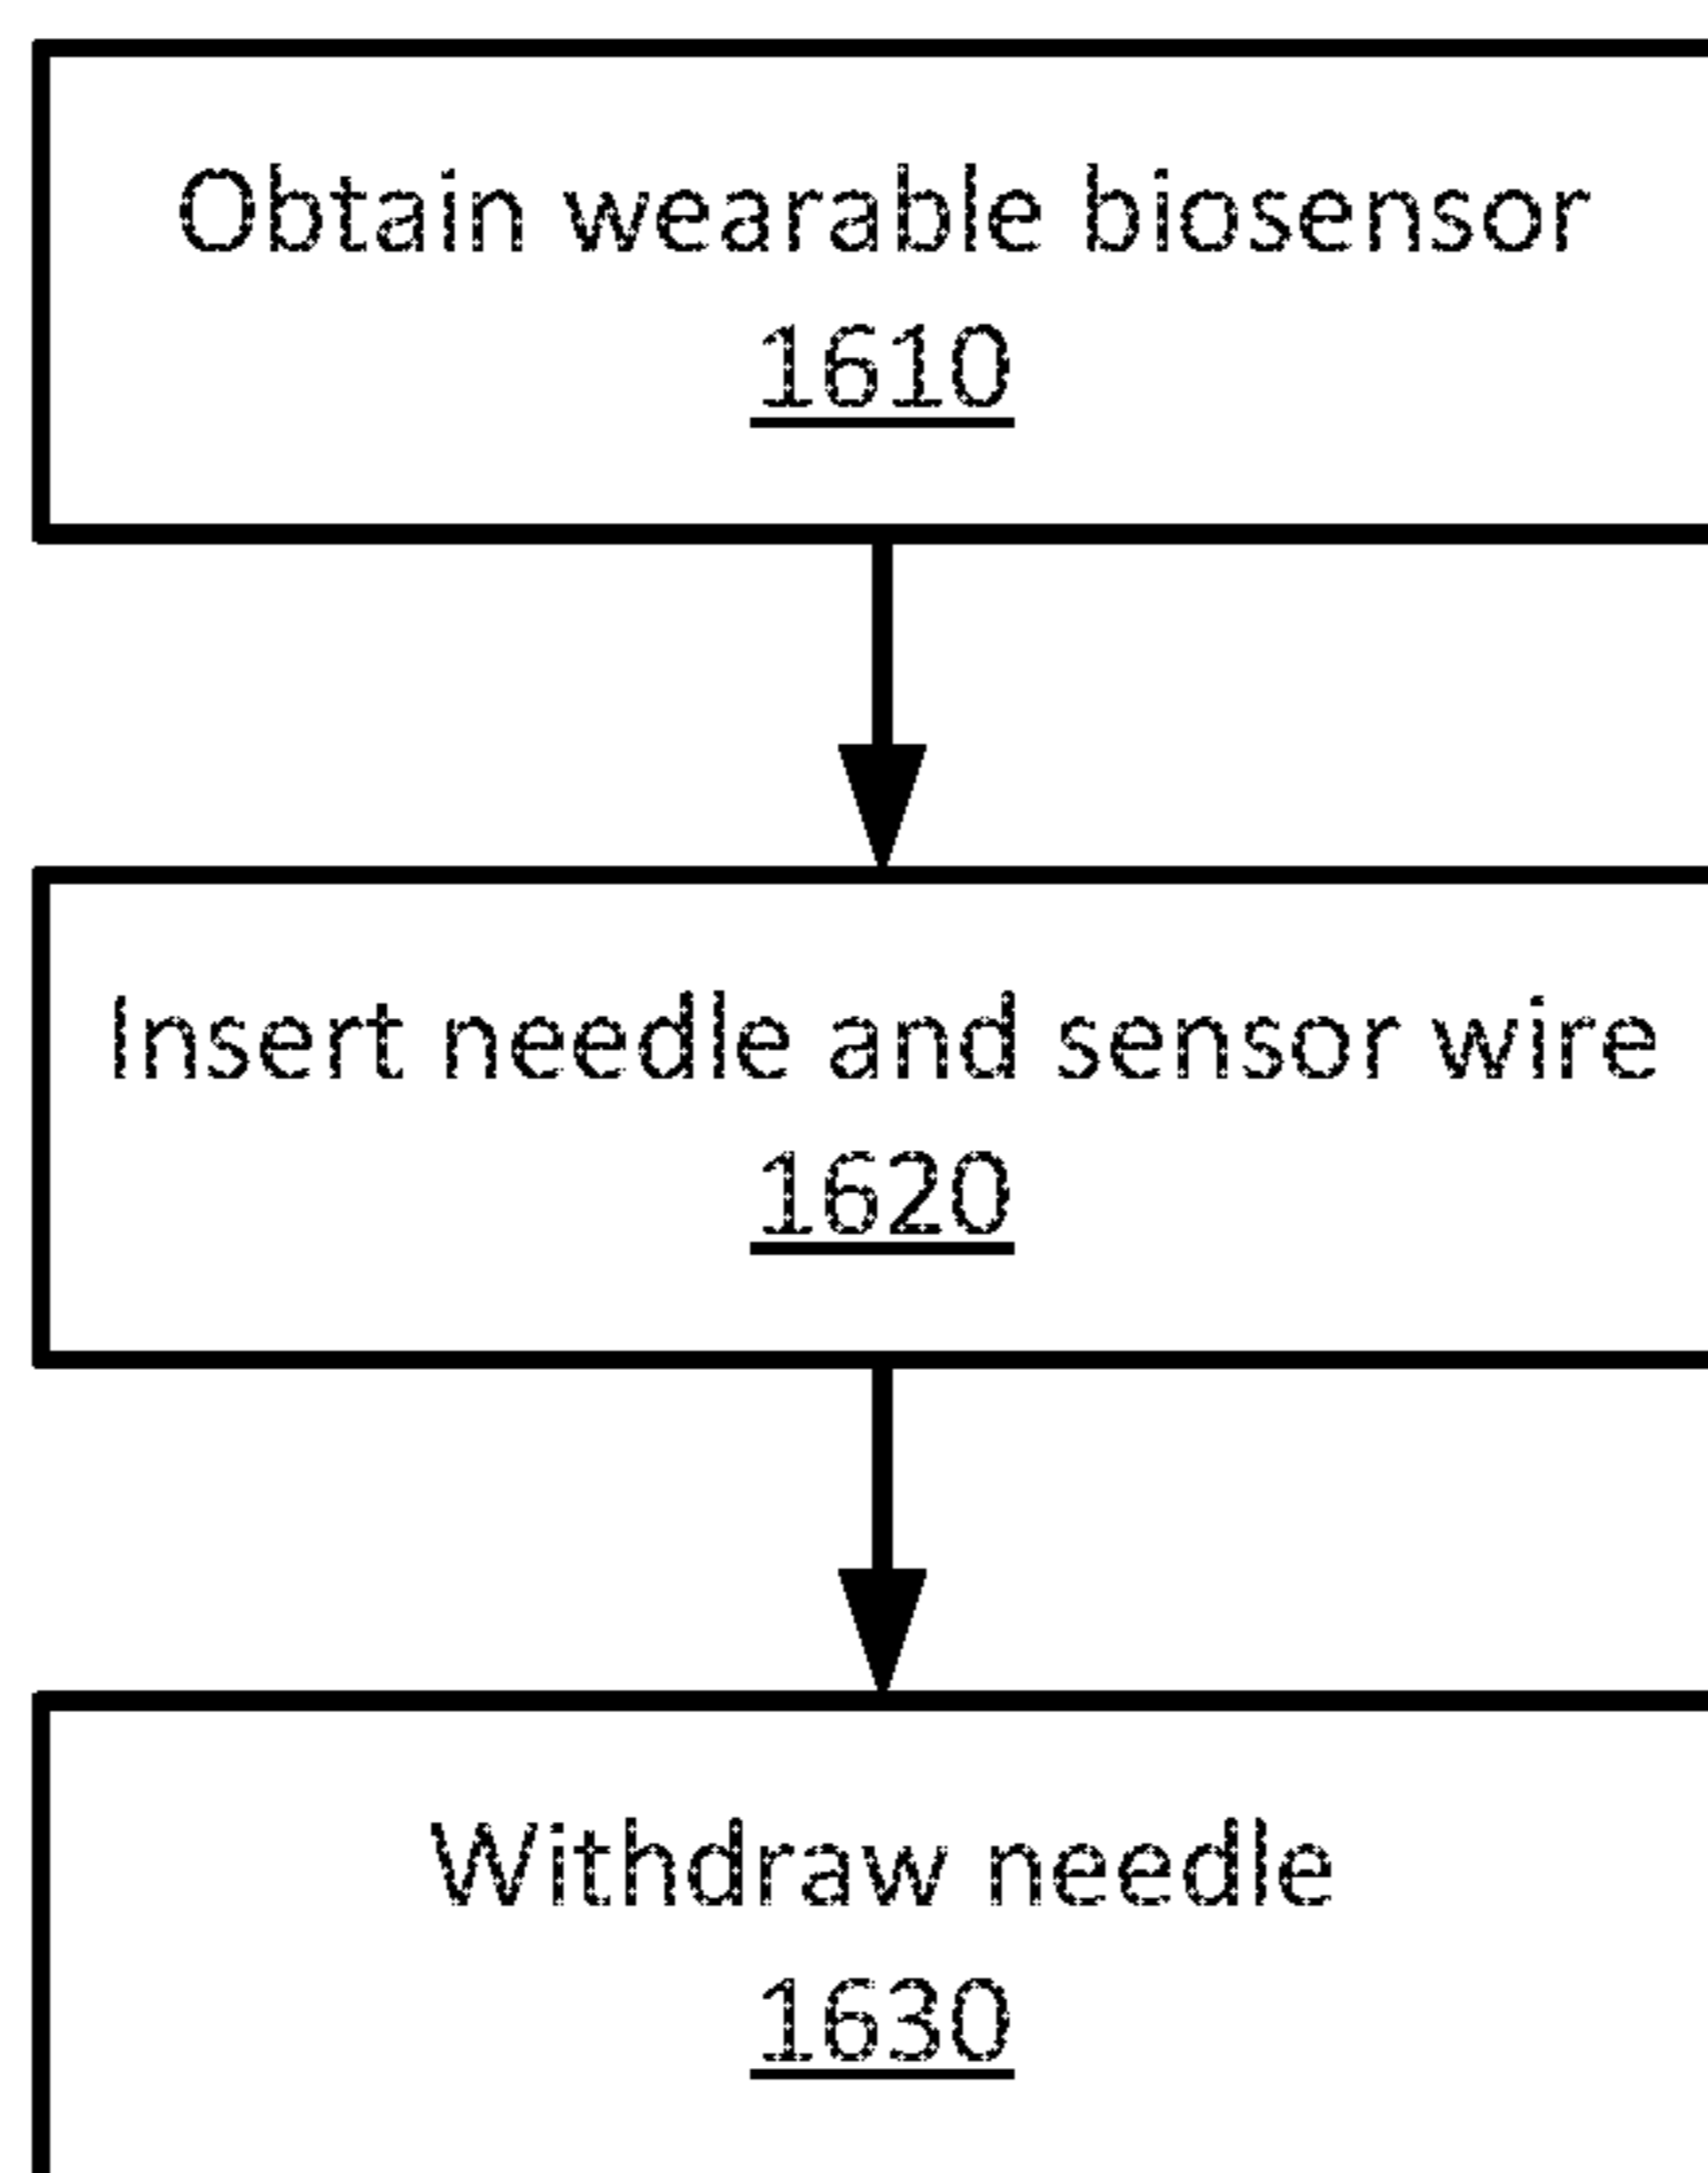 Obtain wearable biosensor
1610
Insert needle and sensor wire
1620
Withdraw needle
1630